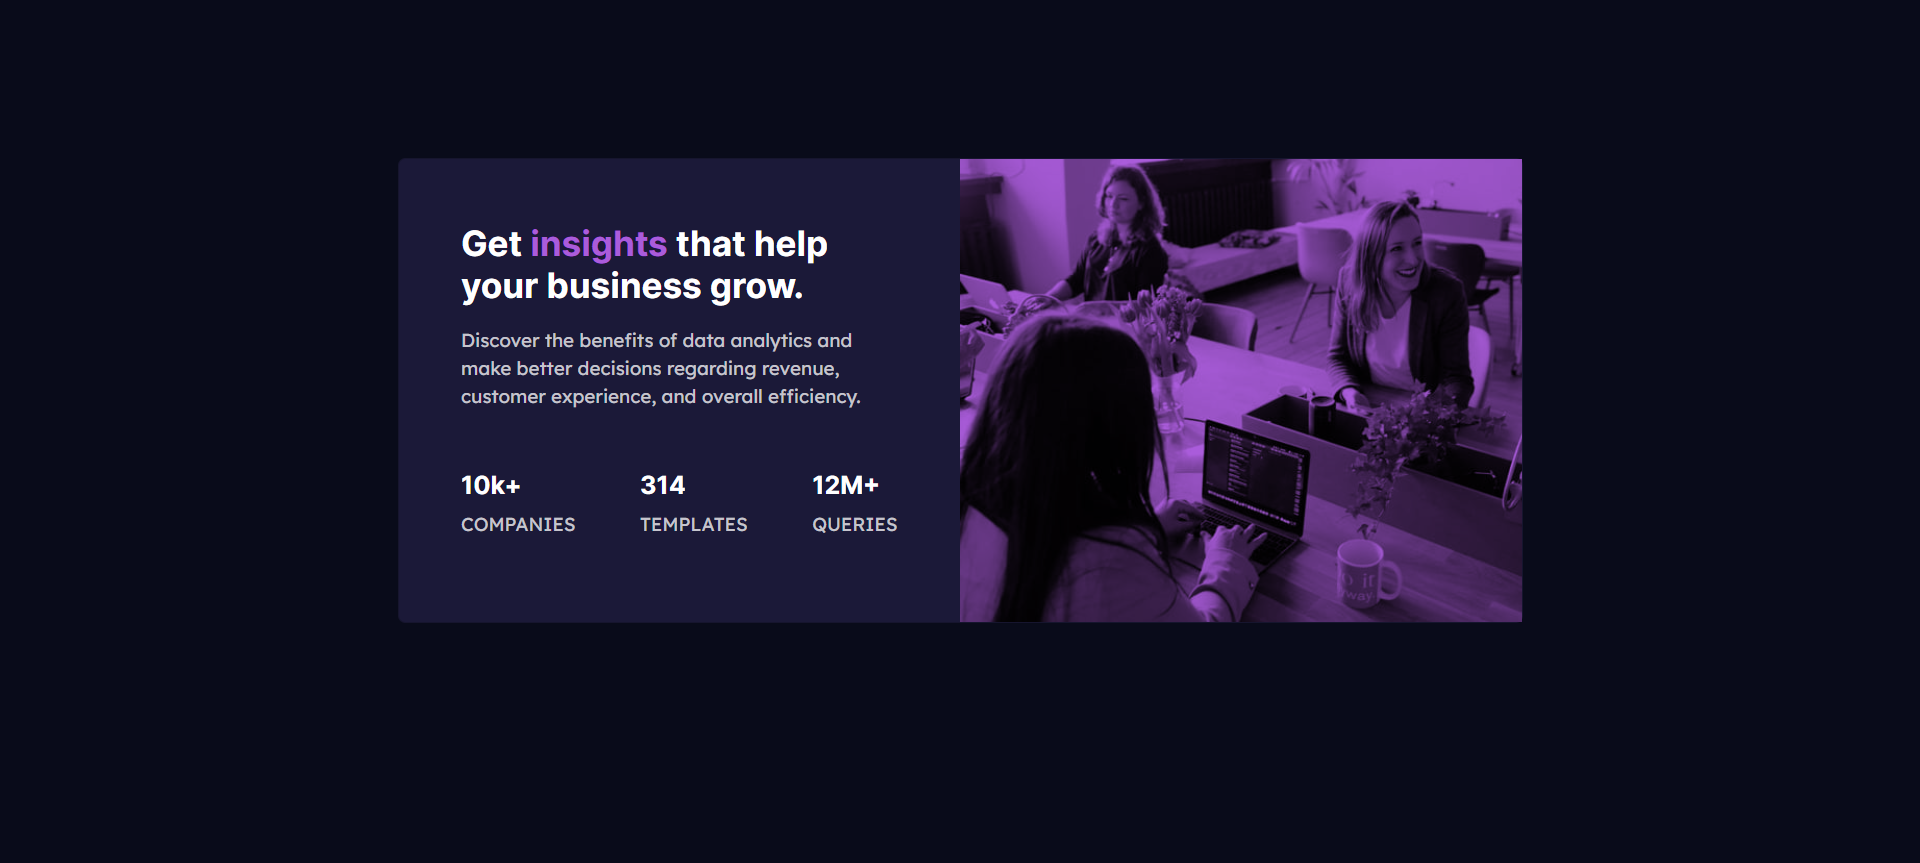 Get insights that help
your business grow.
Discover the benefits of data analytics and
make better decisions regarding revenue,
customer experience, and overall efficiency.
10k+ 314 12M+
COMPANIES TEMPLATES QUERIES